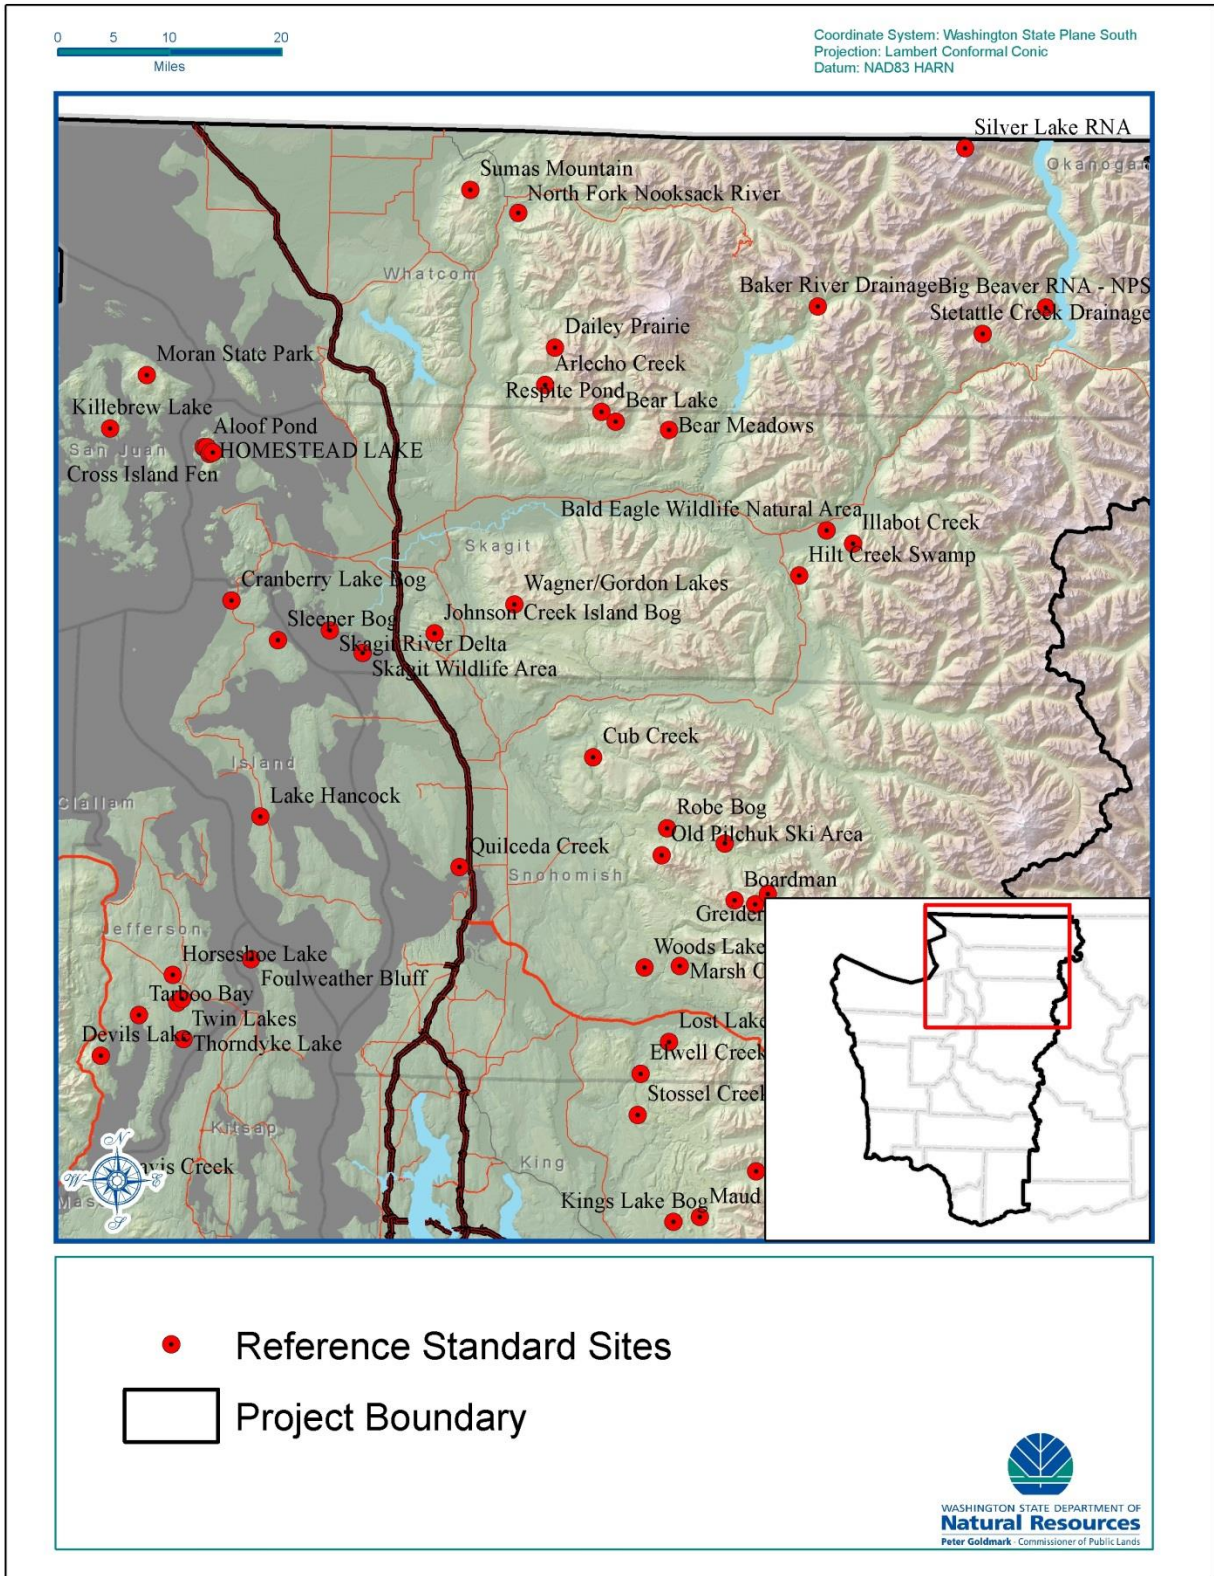 0 5 10 20
Miles
Coordinate System: Washington State Plane South
Projection: Lambert Conformal Conic
Datum: NAD83 HARN
Silver Lake RNA
Okanogan
Sumas Mountain
North Fork Nooksack River
Whatcom
Baker River Drainage
Big Beaver RNA - NPS
Stetattle Creek Drainage
Dailey Prairie
Moran State Park
Arlecho Creek
Respite Pond
Bear Lake
Killebrew Lake
Aloof Pond
Bear Meadows
San Juan
HOMESTEAD LAKE
Cross Island Fen
Bald Eagle Wildlife Natural Area
Illabot Creek
Skagit
Hilt Creek Swamp
Cranberry Lake Bog
Wagner/Gordon Lakes
Sleeper Bog
Johnson Creek Island Bog
Skagit River Delta
Skagit Wildlife Area
Cub Creek
Island
Lake Hancock
Clallam
Robe Bog
Old Pilchuk Ski Area
Quilceda Creek
Snohomish
Boardman
Greider
Jefferson
Horseshoe Lake
Woods Lake
Foulweather Bluff
Marsh C
Tarboo Bay
Twin Lakes
Lost Lake
Devils Lake
Thorndyke Lake
Elwell Creek
Stossel Creek
Kitsap
N
avis Creek
King
W E
Mas
S
Kings Lake Bog
Maud
Reference Standard Sites
Project Boundary
WASHINGTON STATE DEPARTMENT OF
Natural Resources
Peter Goldmark - Commissioner of Public Lands